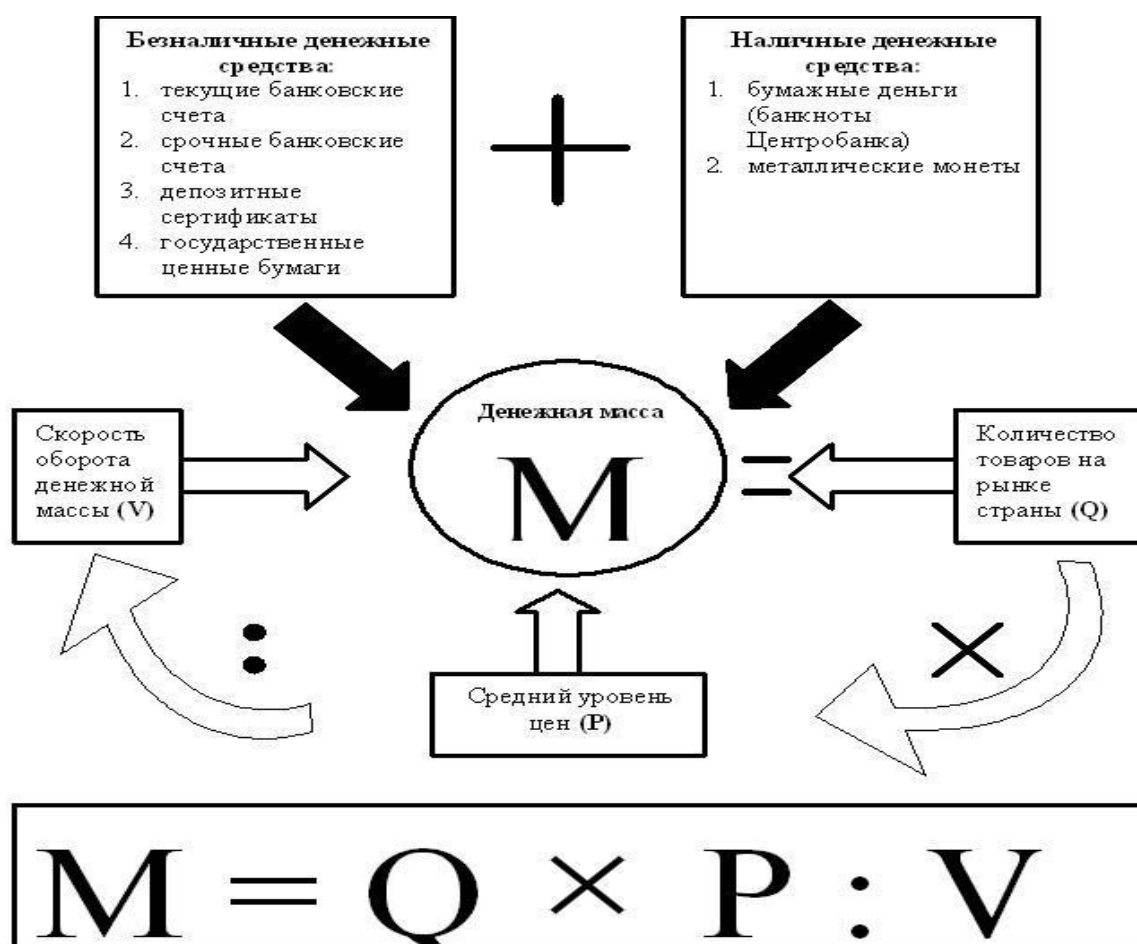 Безналичные денежные
средства:
1. текущие банковские
счета
2. срочные банковские
счета
3. депозитные
сертификаты
4. государственные
ценные бумаги
+
Наличные денежные
средства:
1. бумажные деньги
(банкноты
Центробанка)
2. металлические монеты
Денежная масса
М
=
Скорость
оборота
денежной
массы (V)
Количество
товаров на
рынке
страны (Q)
:
×
Средний уровень
цен (P)
M = Q × P : V